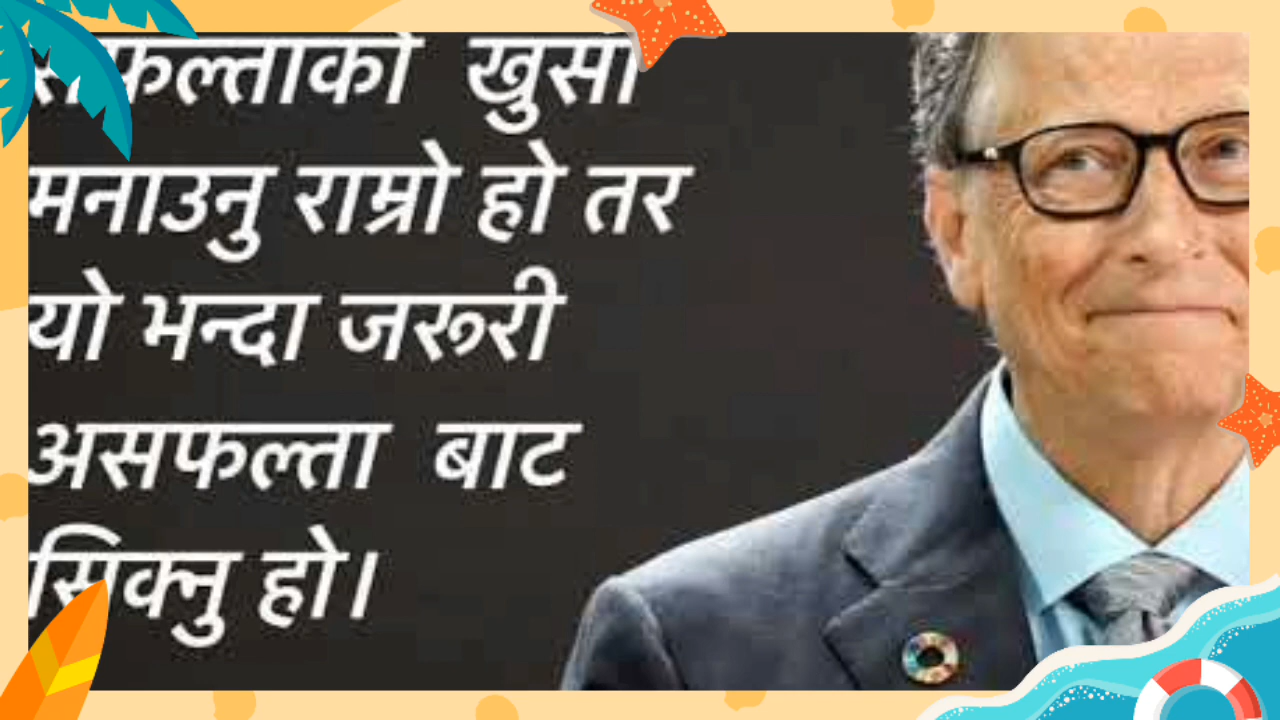 सफल्ताको खुसी
मनाउनु राम्रो हो तर
यो भन्दा जरूरी
असफल्ता बाट
सिक्नु हो।